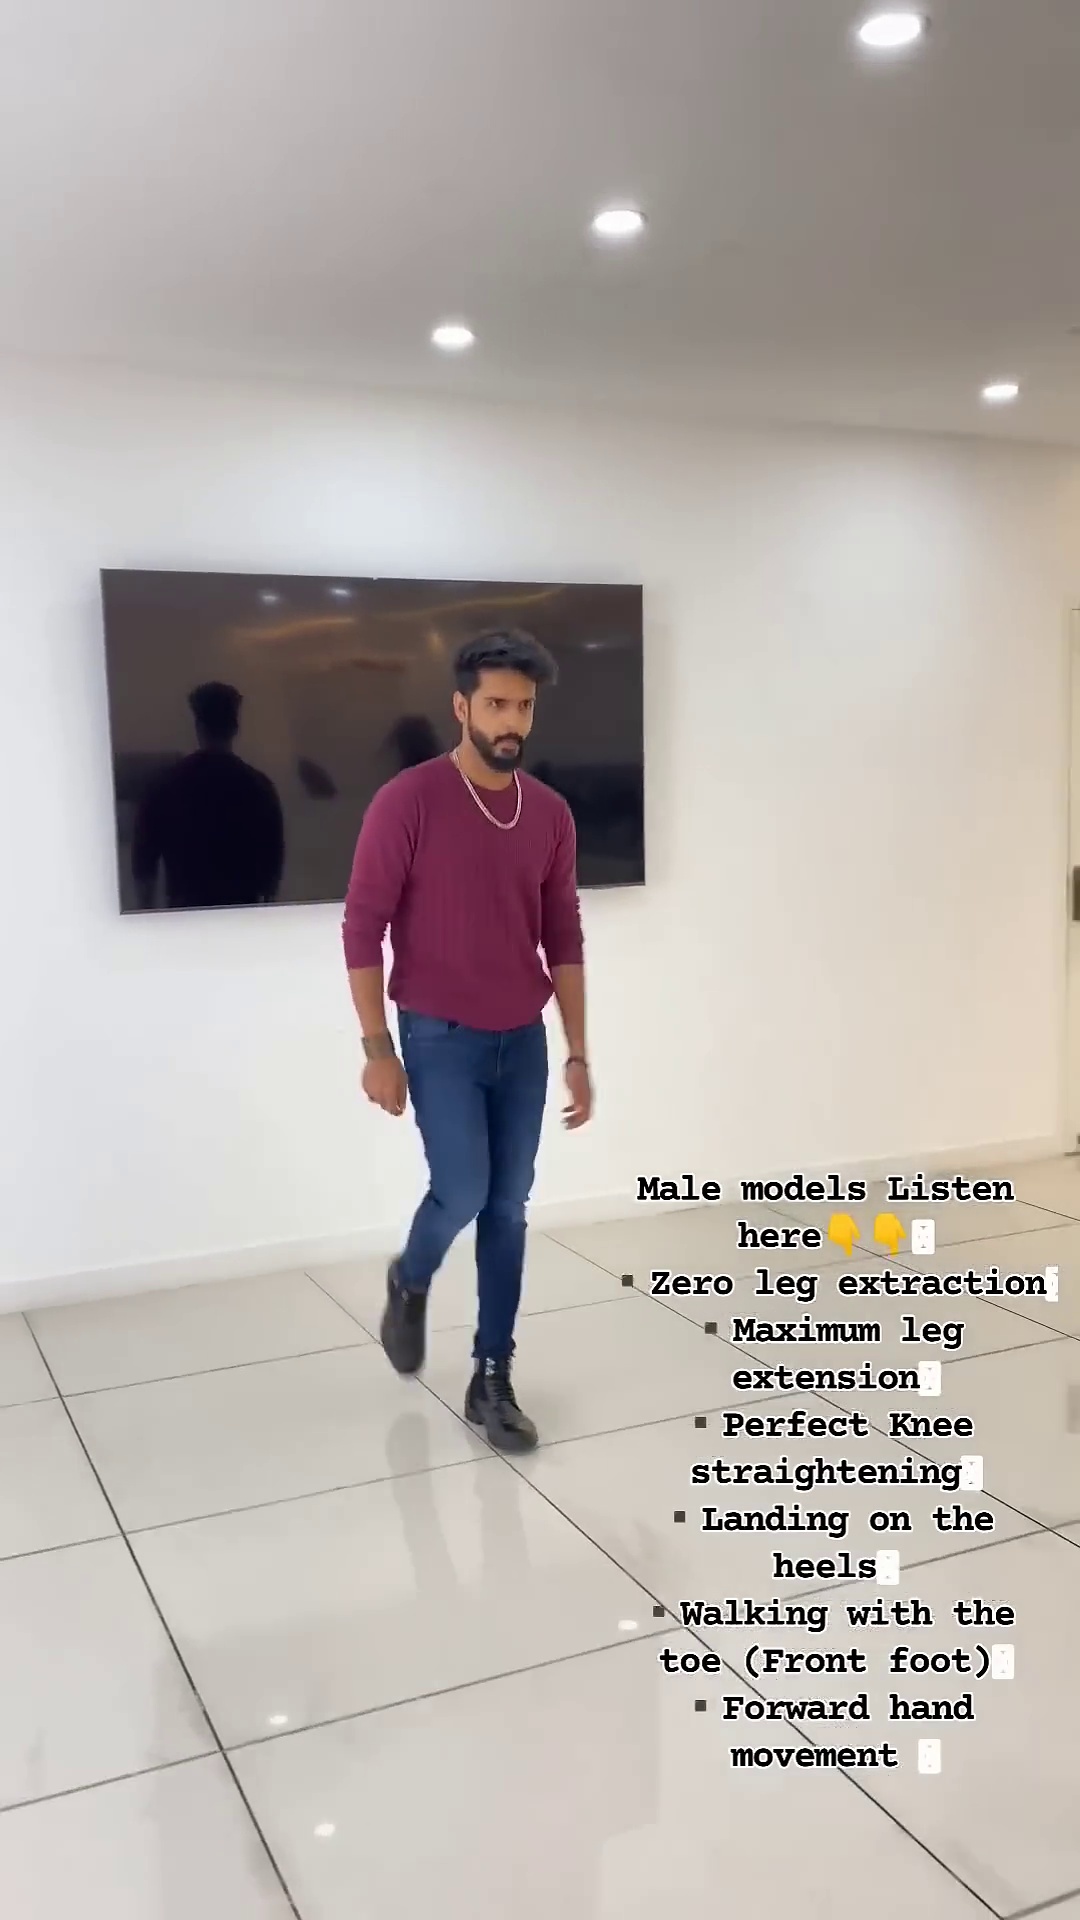 Male models Listen
here👇👇
▪ Zero leg extraction
▪ Maximum leg
extension
▪ Perfect Knee
straightening
▪ Landing on the
heels
▪ Walking with the
toe (Front foot)
▪ Forward hand
movement